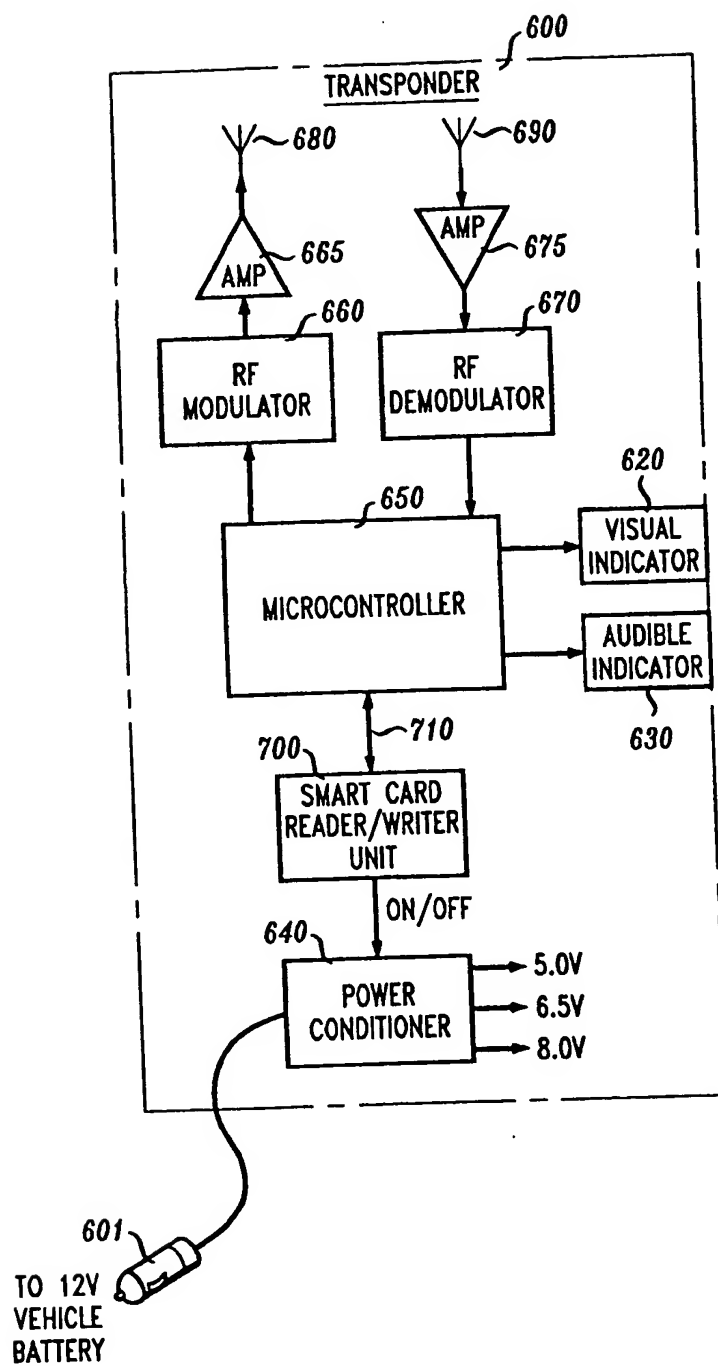 600
TRANSPONDER
680
690
AMP
665
AMP
675
660
RF
MODULATOR
670
RF
DEMODULATOR
650
MICROCONTROLLER
620
VISUAL
INDICATOR
AUDIBLE
INDICATOR
630
710
700
SMART CARD
READER/WRITER
UNIT
ON/OFF
640
POWER
CONDITIONER
5.0V
6.5V
8.0V
601
TO 12V
VEHICLE
BATTERY